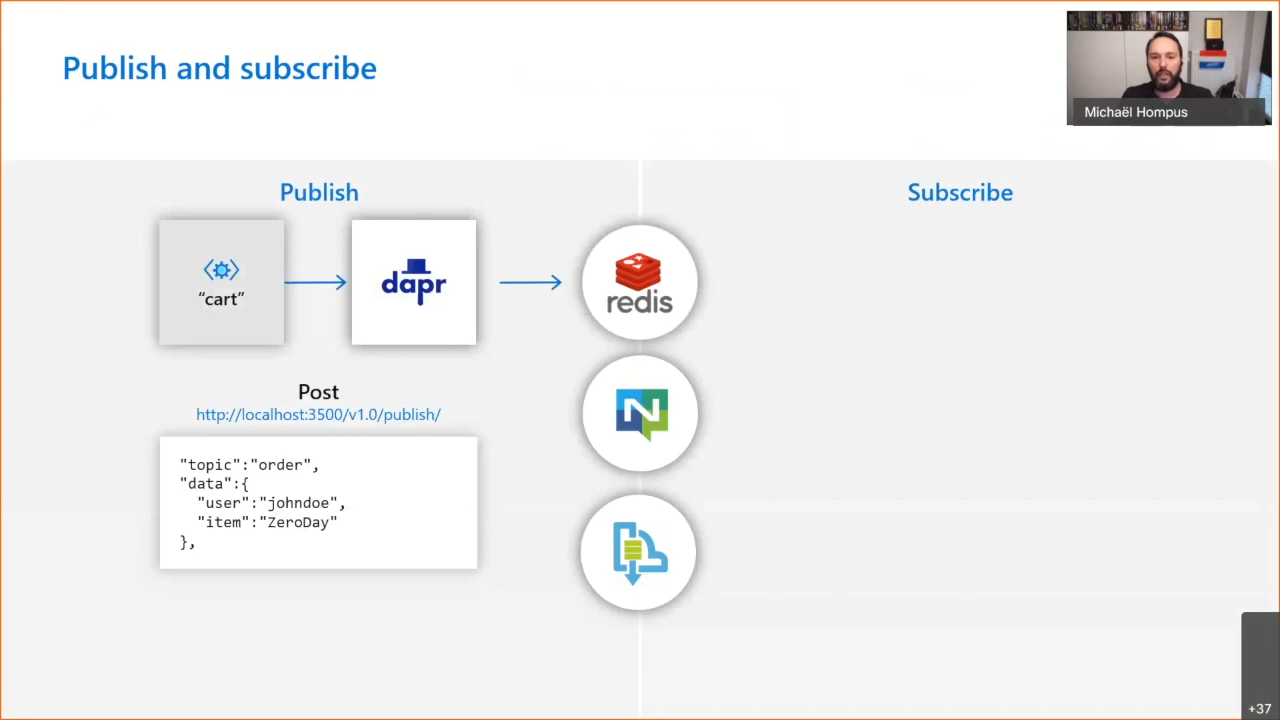 Publish and subscribe
Michaël Hompus
Publish
Subscribe
"cart"
dapr
redis
N
Post
http://localhost:3500/v1.0/publish/
"topic":"order",
"data":{
"user":"johndoe",
"item":"ZeroDay"
},
+37